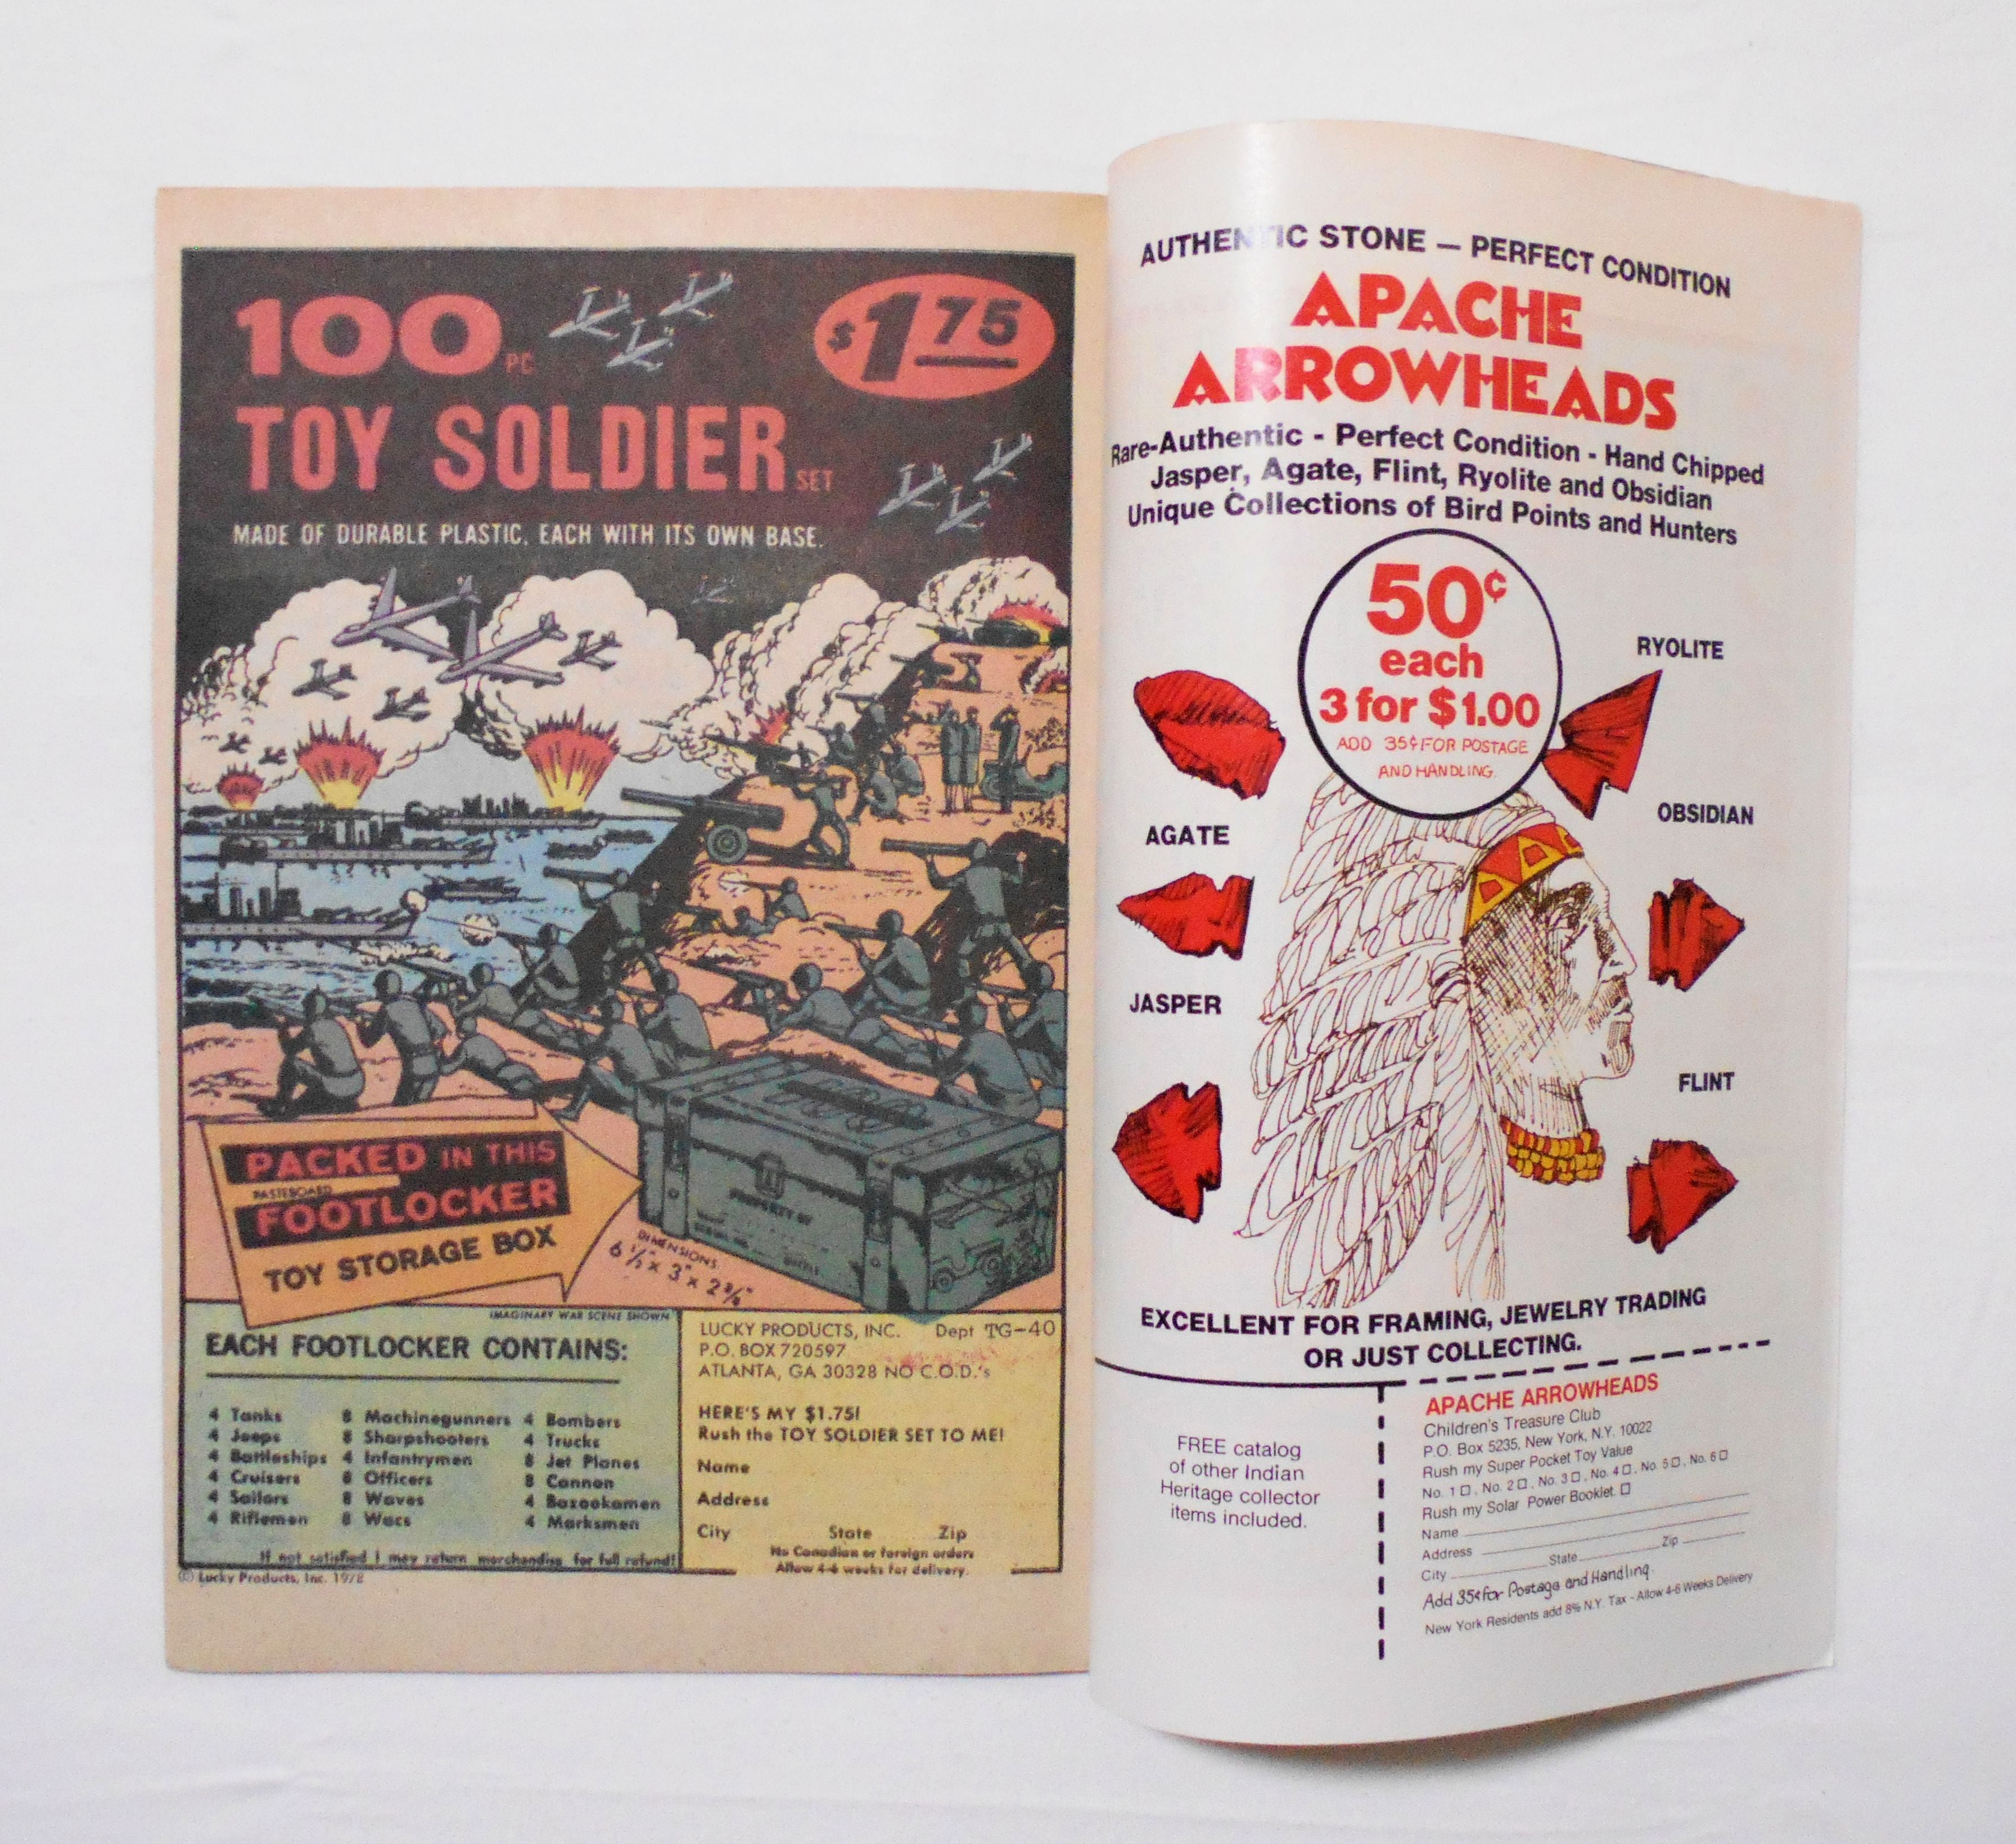 100 PC
$1 75
TOY SOLDIER SET
MADE OF DURABLE PLASTIC, EACH WITH ITS OWN BASE.
PACKED IN THIS
PASTEBOARD
FOOTLOCKER
TOY STORAGE BOX
DIMENSIONS
PROPERTY OF
IMAGINARY WAR SCENE SHOWN
EACH FOOTLOCKER CONTAINS:
4 Tanks 8 Machinegunners 4 Bombers
4 Jeeps 8 Sharpshooters 4 Trucks
4 Battleships 4 Infantrymen 8 Jet Planes
4 Cruisers 8 Officers 8 Cannon
4 Sailors 8 Waves 4 Bazookamen
4 Riflemen 8 Wacs 4 Marksmen
If not satisfied I may return merchandise for full refund!
© Lucky Products, Inc. 1978
LUCKY PRODUCTS, INC. Dept TG-40
P.O. BOX 720597
ATLANTA, GA 30328 NO C.O.D.'s
HERE'S MY $1.75!
Rush the TOY SOLDIER SET TO ME!
Name
Address
City State Zip
No Canadian or foreign orders
Allow 4-6 weeks for delivery.
AUTHENTIC STONE — PERFECT CONDITION
APACHE
ARROWHEADS
Rare-Authentic - Perfect Condition - Hand Chipped
Jasper, Agate, Flint, Ryolite and Obsidian
Unique Collections of Bird Points and Hunters
50¢
each
3 for $1.00
ADD 35¢ FOR POSTAGE
AND HANDLING.
RYOLITE
OBSIDIAN
AGATE
JASPER
FLINT
EXCELLENT FOR FRAMING, JEWELRY TRADING
OR JUST COLLECTING.
FREE catalog
of other Indian
Heritage collector
items included.
APACHE ARROWHEADS
Children's Treasure Club
P.O. Box 5235, New York, N.Y. 10022
Rush my Super Pocket Toy Value
No. 1 □, No. 2 □, No. 3 □, No. 4 □, No. 5 □, No. 6 □
Rush my Solar Power Booklet. □
Name
Address
City State Zip
Add 35¢ for Postage and Handling.
New York Residents add 8% N.Y. Tax - Allow 4-6 Weeks Delivery